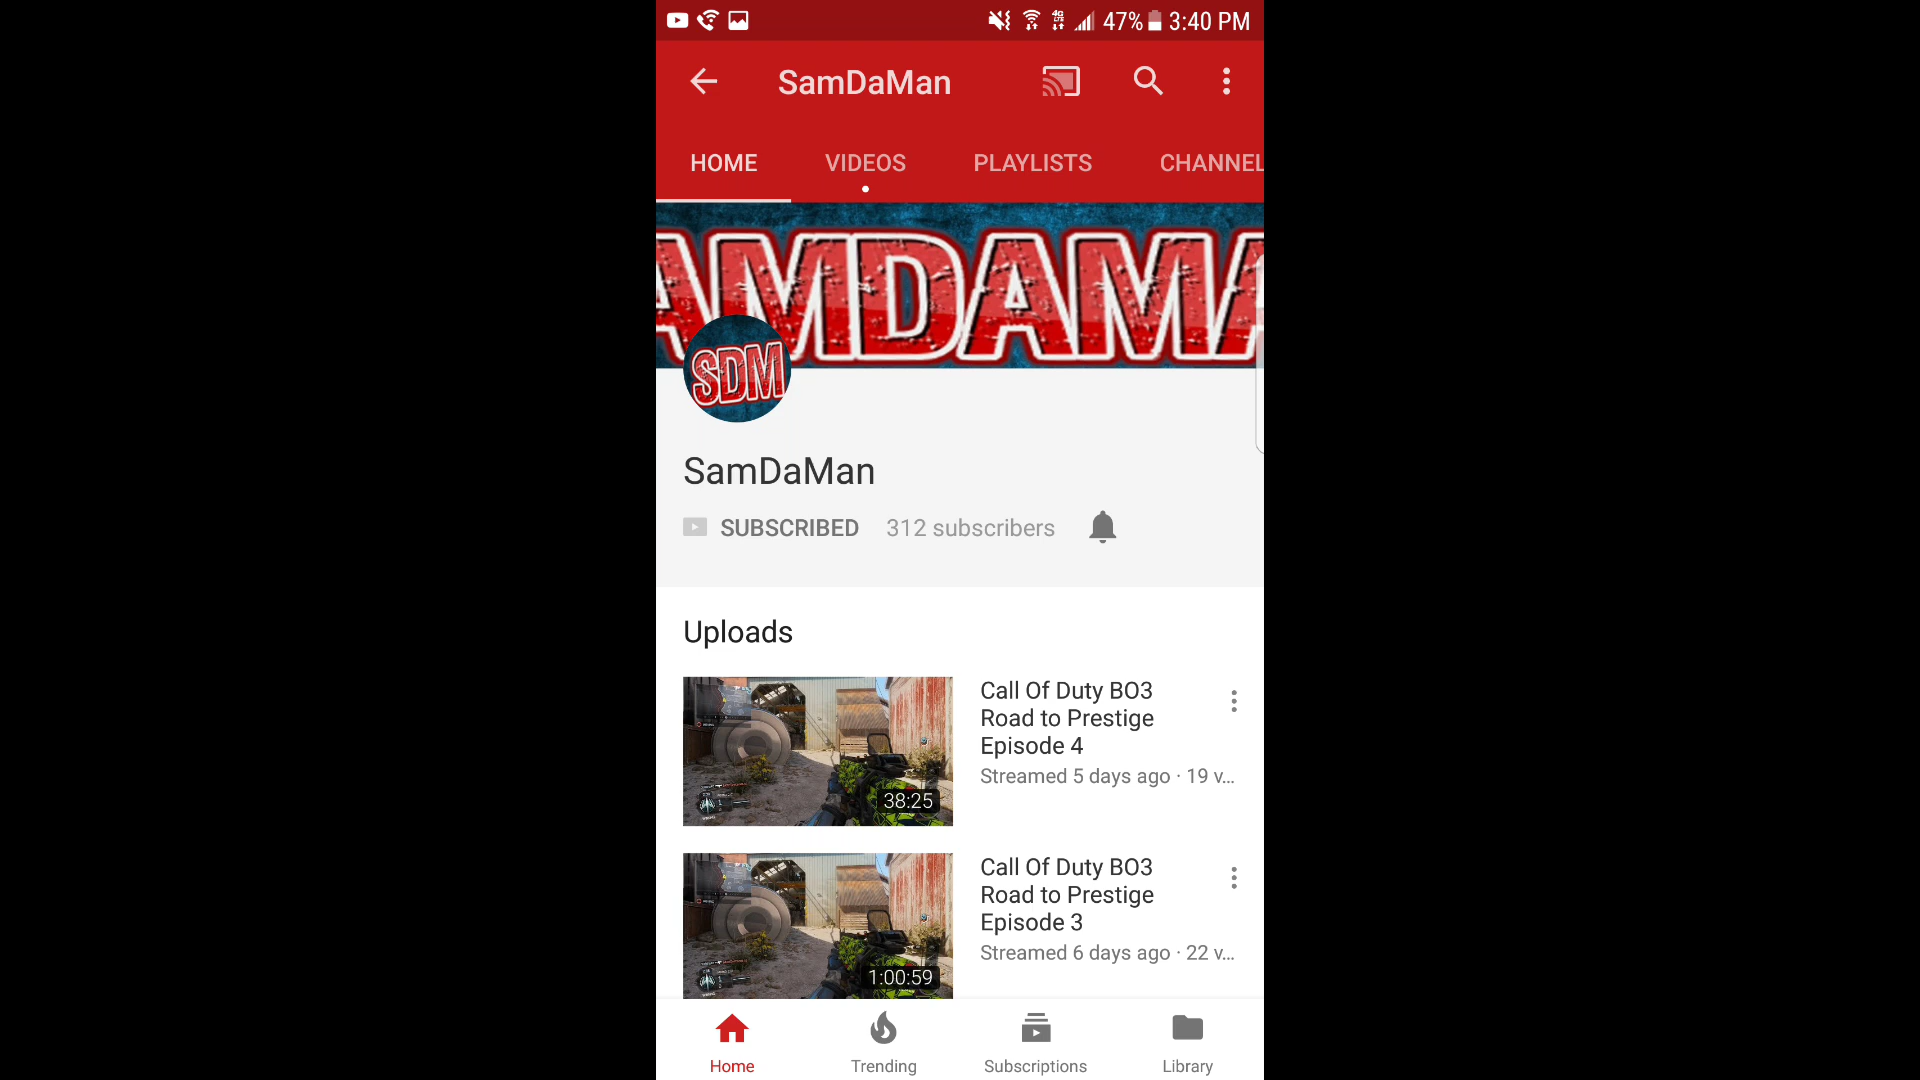 47% 3:40 PM
SamDaMan
HOME VIDEOS PLAYLISTS CHANNEL
AMDAMA
SDM
SamDaMan
SUBSCRIBED 312 subscribers
Uploads
Call Of Duty BO3
Road to Prestige
Episode 4
Streamed 5 days ago · 19 v...
38:25
Call Of Duty BO3
Road to Prestige
Episode 3
Streamed 6 days ago · 22 v...
1:00:59
Home Trending Subscriptions Library